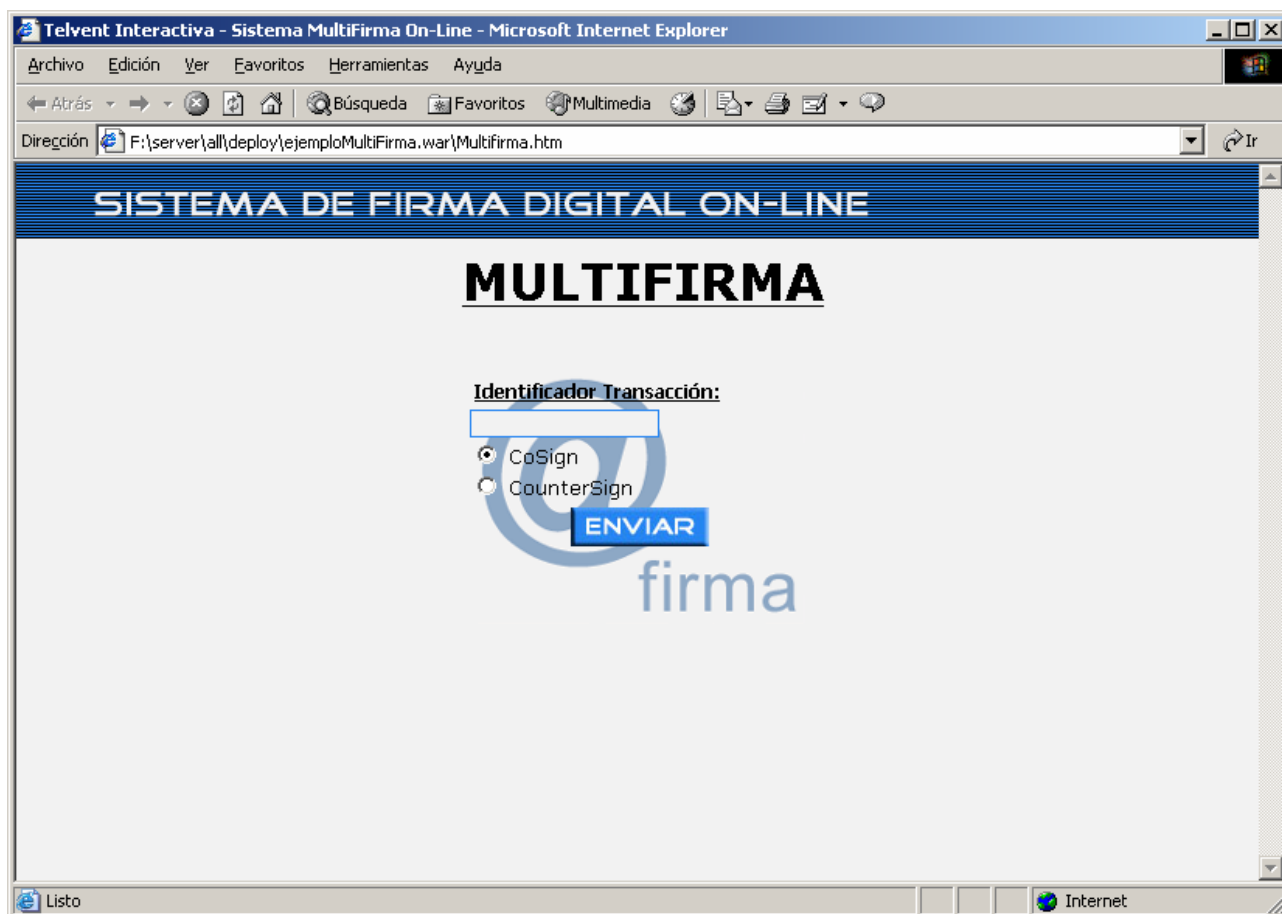 Telvent Interactiva - Sistema MultiFirma On-Line - Microsoft Internet Explorer
Archivo Edición Ver Favoritos Herramientas Ayuda
Atrás Búsqueda Favoritos Multimedia
Dirección F:\server\all\deploy\ejemploMultiFirma.war\Multifirma.htm Ir
SISTEMA DE FIRMA DIGITAL ON-LINE
MULTIFIRMA
Identificador Transacción:
CoSign
CounterSign
ENVIAR
@
firma
Listo Internet